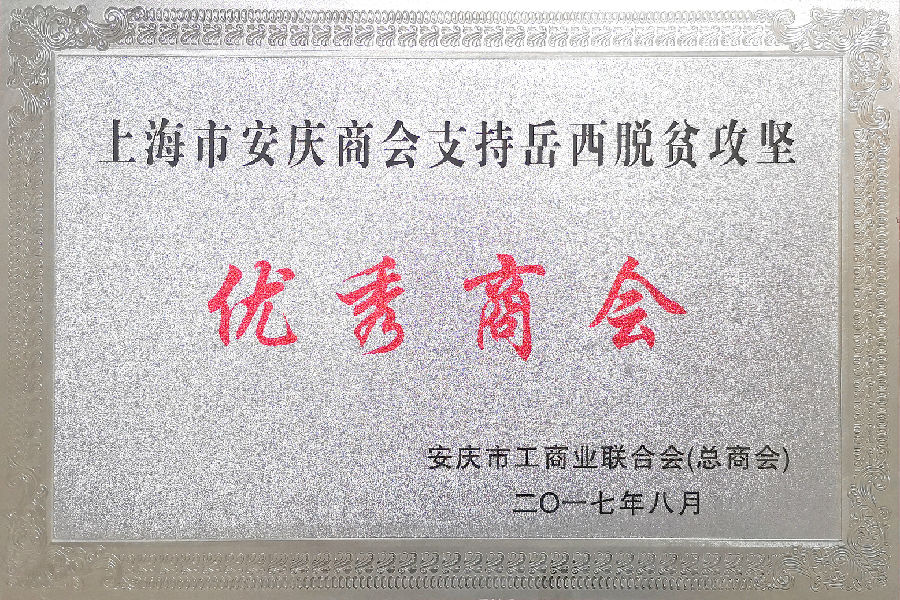 上海市安庆商会支持岳西脱贫攻坚
优秀商会
安庆市工商业联合会(总商会)
二〇一七年八月